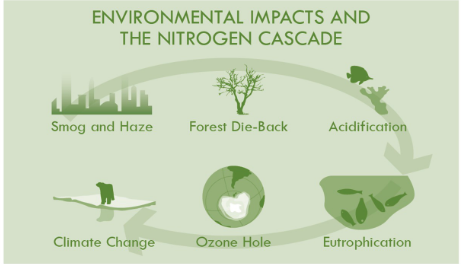 ENVIRONMENTAL IMPACTS AND
THE NITROGEN CASCADE
Smog and Haze
Forest Die-Back
Acidification
Climate Change
Ozone Hole
Eutrophication